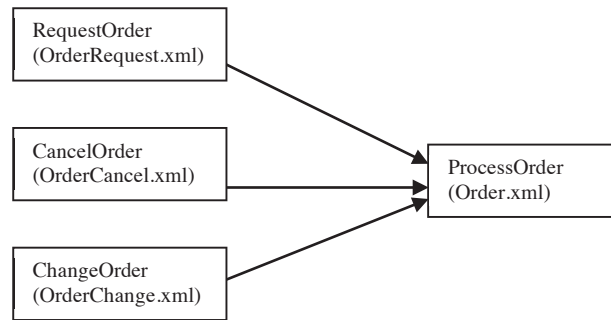 RequestOrder
(OrderRequest.xml)
CancelOrder
(OrderCancel.xml)
ProcessOrder
(Order.xml)
ChangeOrder
(OrderChange.xml)